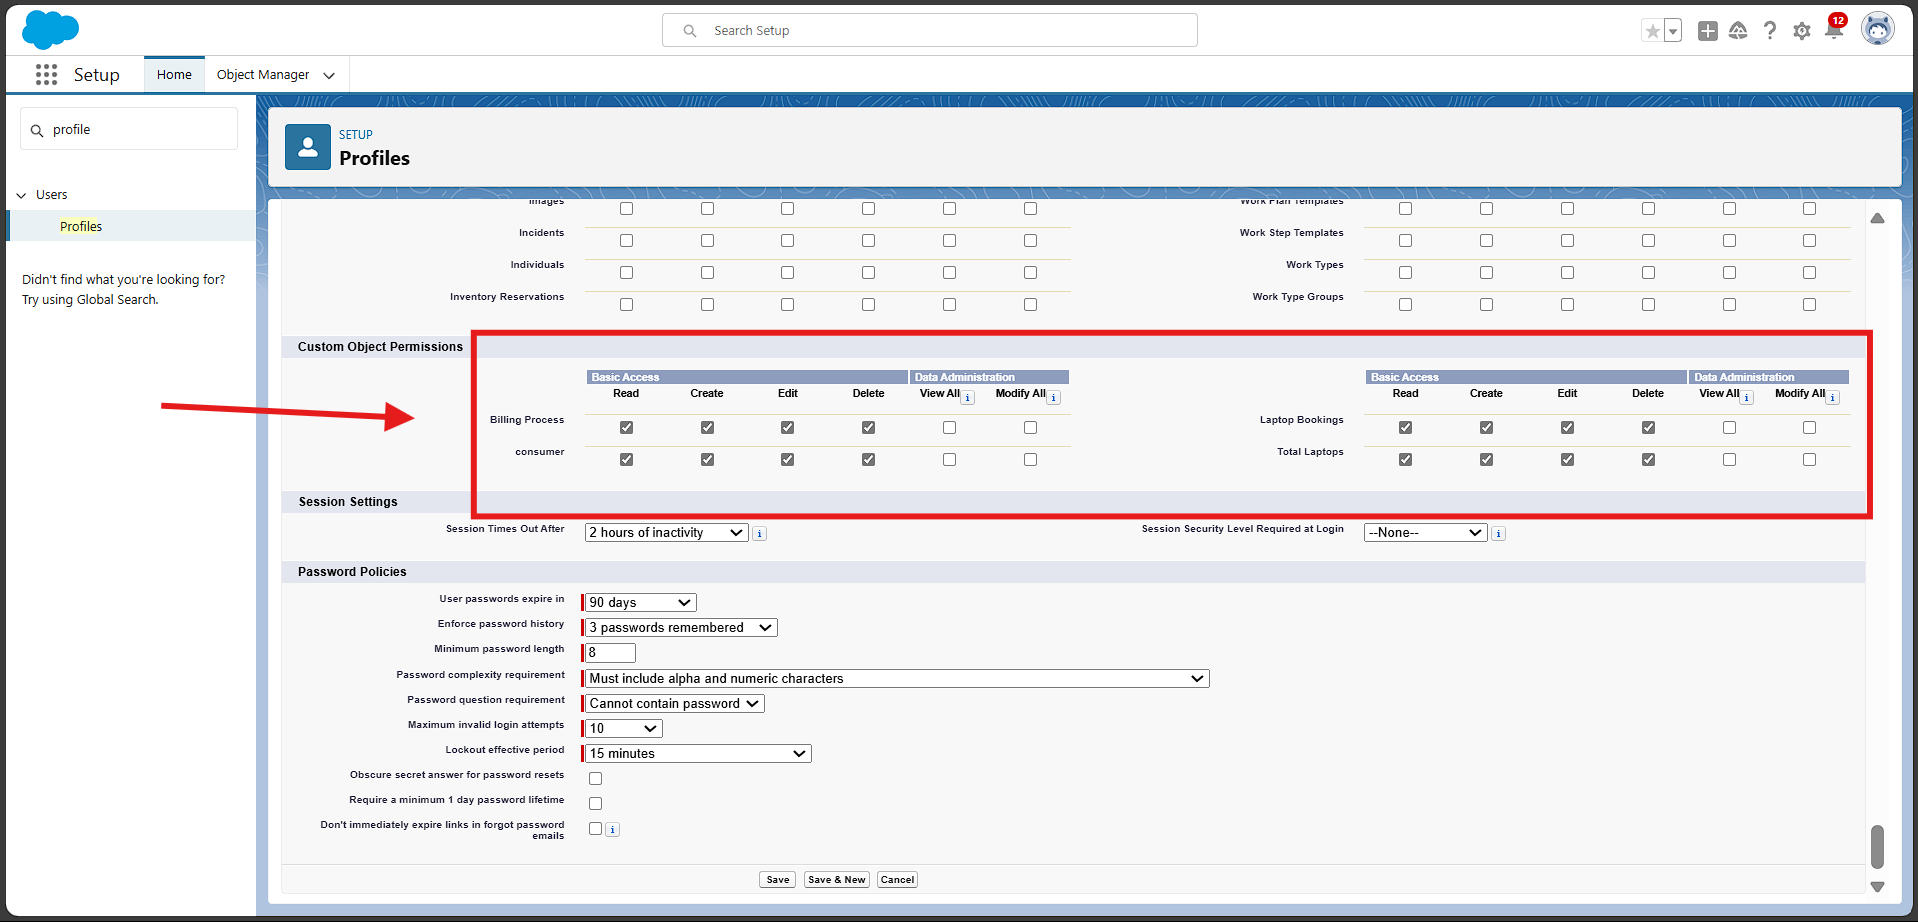 Search Setup
12
Setup
Home
Object Manager
profile
Users
Profiles
Didn't find what you're looking for?
Try using Global Search.
SETUP
Profiles
Images
Work Plan Templates
Incidents
Work Step Templates
Individuals
Work Types
Inventory Reservations
Work Type Groups
Custom Object Permissions
Basic Access Data Administration Basic Access Data Administration
Read Create Edit Delete View All i Modify All i Read Create Edit Delete View All i Modify All i
Billing Process Laptop Bookings
consumer Total Laptops
Session Settings
Session Times Out After 2 hours of inactivity i Session Security Level Required at Login --None-- i
Password Policies
User passwords expire in 90 days
Enforce password history 3 passwords remembered
Minimum password length 8
Password complexity requirement Must include alpha and numeric characters
Password question requirement Cannot contain password
Maximum invalid login attempts 10
Lockout effective period 15 minutes
Obscure secret answer for password resets
Require a minimum 1 day password lifetime
Don't immediately expire links in forgot password
emails i
Save Save & New Cancel